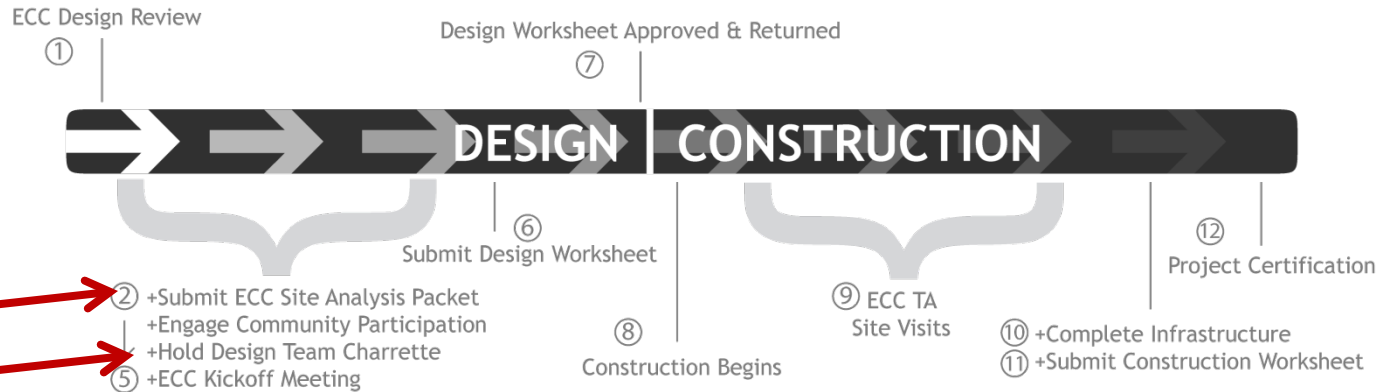 ECC Design Review
①
Design Worksheet Approved & Returned
⑦
DESIGN
CONSTRUCTION
⑥
Submit Design Worksheet
② +Submit ECC Site Analysis Packet
+Engage Community Participation
+Hold Design Team Charrette
⑤ +ECC Kickoff Meeting
⑧
Construction Begins
⑨ ECC TA
Site Visits
⑩ +Complete Infrastructure
⑪ +Submit Construction Worksheet
⑫
Project Certification